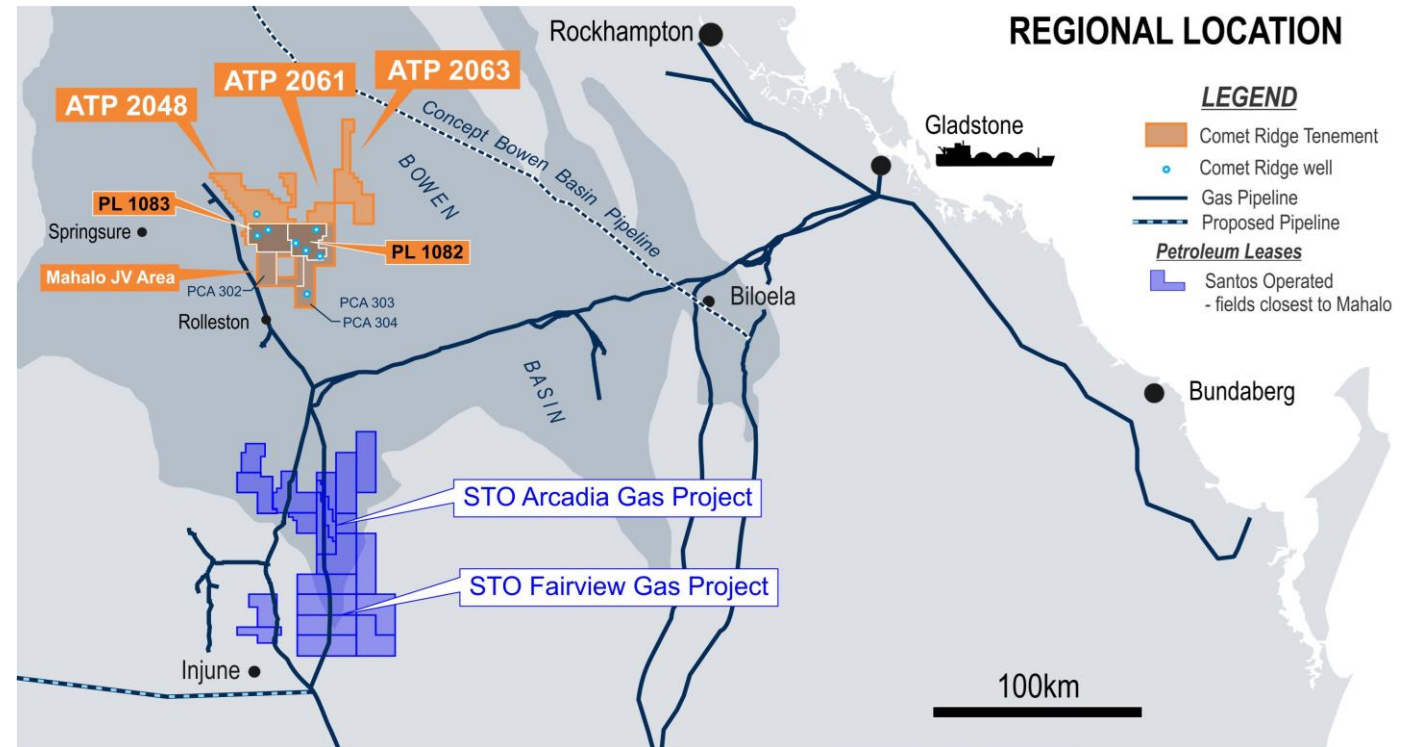 REGIONAL LOCATION
Rockhampton
ATP 2063
ATP 2061
ATP 2048
LEGEND
Comet Ridge Tenement
Comet Ridge well
Gas Pipeline
Proposed Pipeline
Petroleum Leases
Santos Operated
- fields closest to Mahalo
Gladstone
Concept Bowen Basin Pipeline
BOWEN
PL 1083
Springsure
PL 1082
Mahalo JV Area
PCA 302
PCA 303
PCA 304
Rolleston
Biloela
BASIN
Bundaberg
STO Arcadia Gas Project
STO Fairview Gas Project
Injune
100km